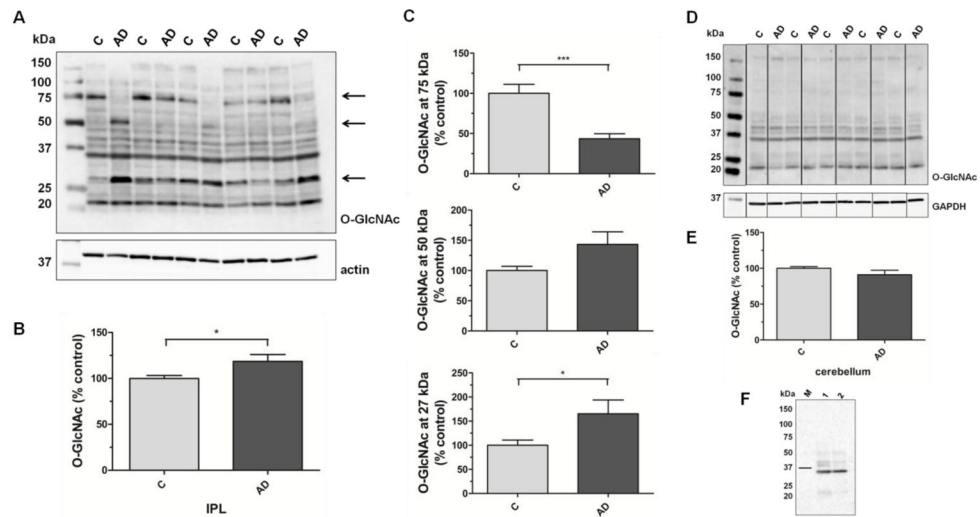 A
kDa
C AD C AD C AD C AD C AD
150
100
75
50
37
25
20
O-GlcNAc
37
actin
B
*
O-GlcNAc (% control)
150
100
50
0
C
AD
IPL
C
***
O-GlcNAc at 75 kDa
(% control)
150
100
50
0
C
AD
O-GlcNAc at 50 kDa
(% control)
200
150
100
50
0
C
AD
*
O-GlcNAc at 27 kDa
(% control)
250
200
150
100
50
0
C
AD
D
kDa
C AD AD C C AD C AD C AD
150
100
75
50
37
25
20
O-GlcNAc
37
GAPDH
E
O-GlcNAc (% control)
150
100
50
0
C
AD
cerebellum
F
kDa M 1 2
150
100
75
50
37
25
20